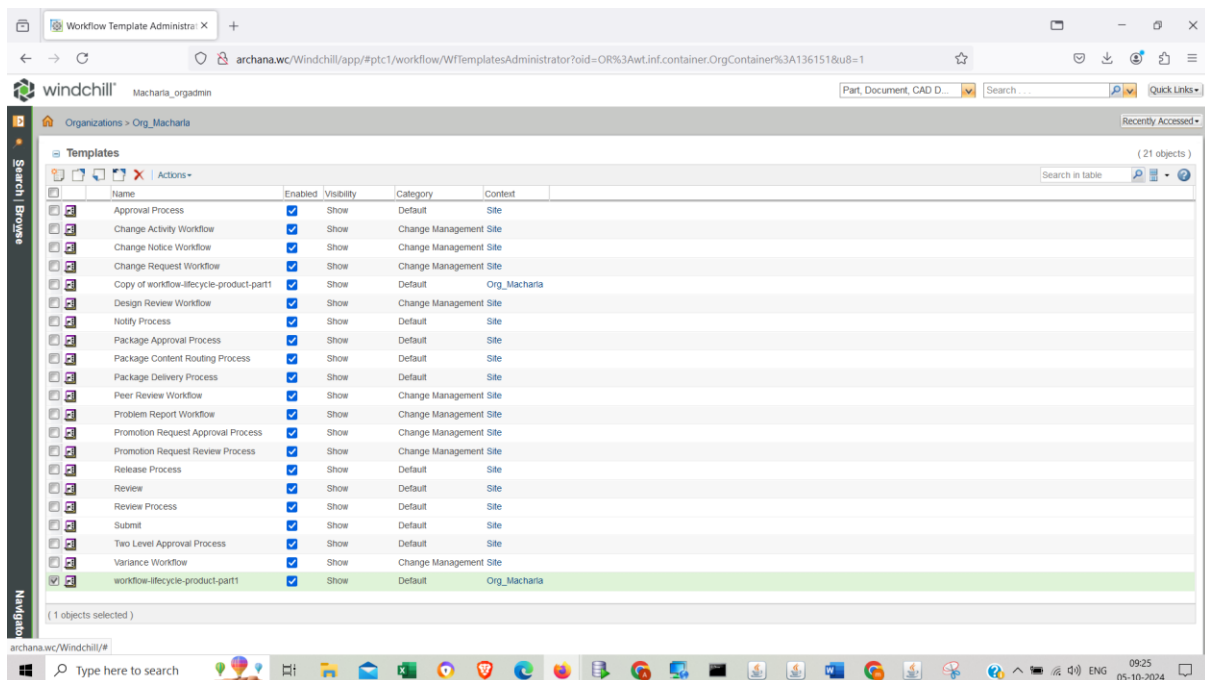 Workflow Template Administrat
archana.wc/Windchill/app/#ptc1/workflow/WfTemplatesAdministrator?oid=OR%3Awt.inf.container.OrgContainer%3A136151&u8=1
windchill Macharla_orgadmin Part, Document, CAD D... Search . . . Quick Links
Organizations > Org_Macharla Recently Accessed
Search | Browse
Templates ( 21 objects )
Actions Search in table
Name Enabled Visibility Category Context
Approval Process Show Default Site
Change Activity Workflow Show Change Management Site
Change Notice Workflow Show Change Management Site
Change Request Workflow Show Change Management Site
Copy of workflow-lifecycle-product-part1 Show Default Org_Macharla
Design Review Workflow Show Change Management Site
Notify Process Show Default Site
Package Approval Process Show Default Site
Package Content Routing Process Show Default Site
Package Delivery Process Show Default Site
Peer Review Workflow Show Change Management Site
Problem Report Workflow Show Change Management Site
Promotion Request Approval Process Show Change Management Site
Promotion Request Review Process Show Change Management Site
Release Process Show Default Site
Review Show Default Site
Review Process Show Default Site
Submit Show Default Site
Two Level Approval Process Show Default Site
Variance Workflow Show Change Management Site
workflow-lifecycle-product-part1 Show Default Org_Macharla
( 1 objects selected )
Navigator
archana.wc/Windchill/#
Type here to search ENG 09:25
05-10-2024